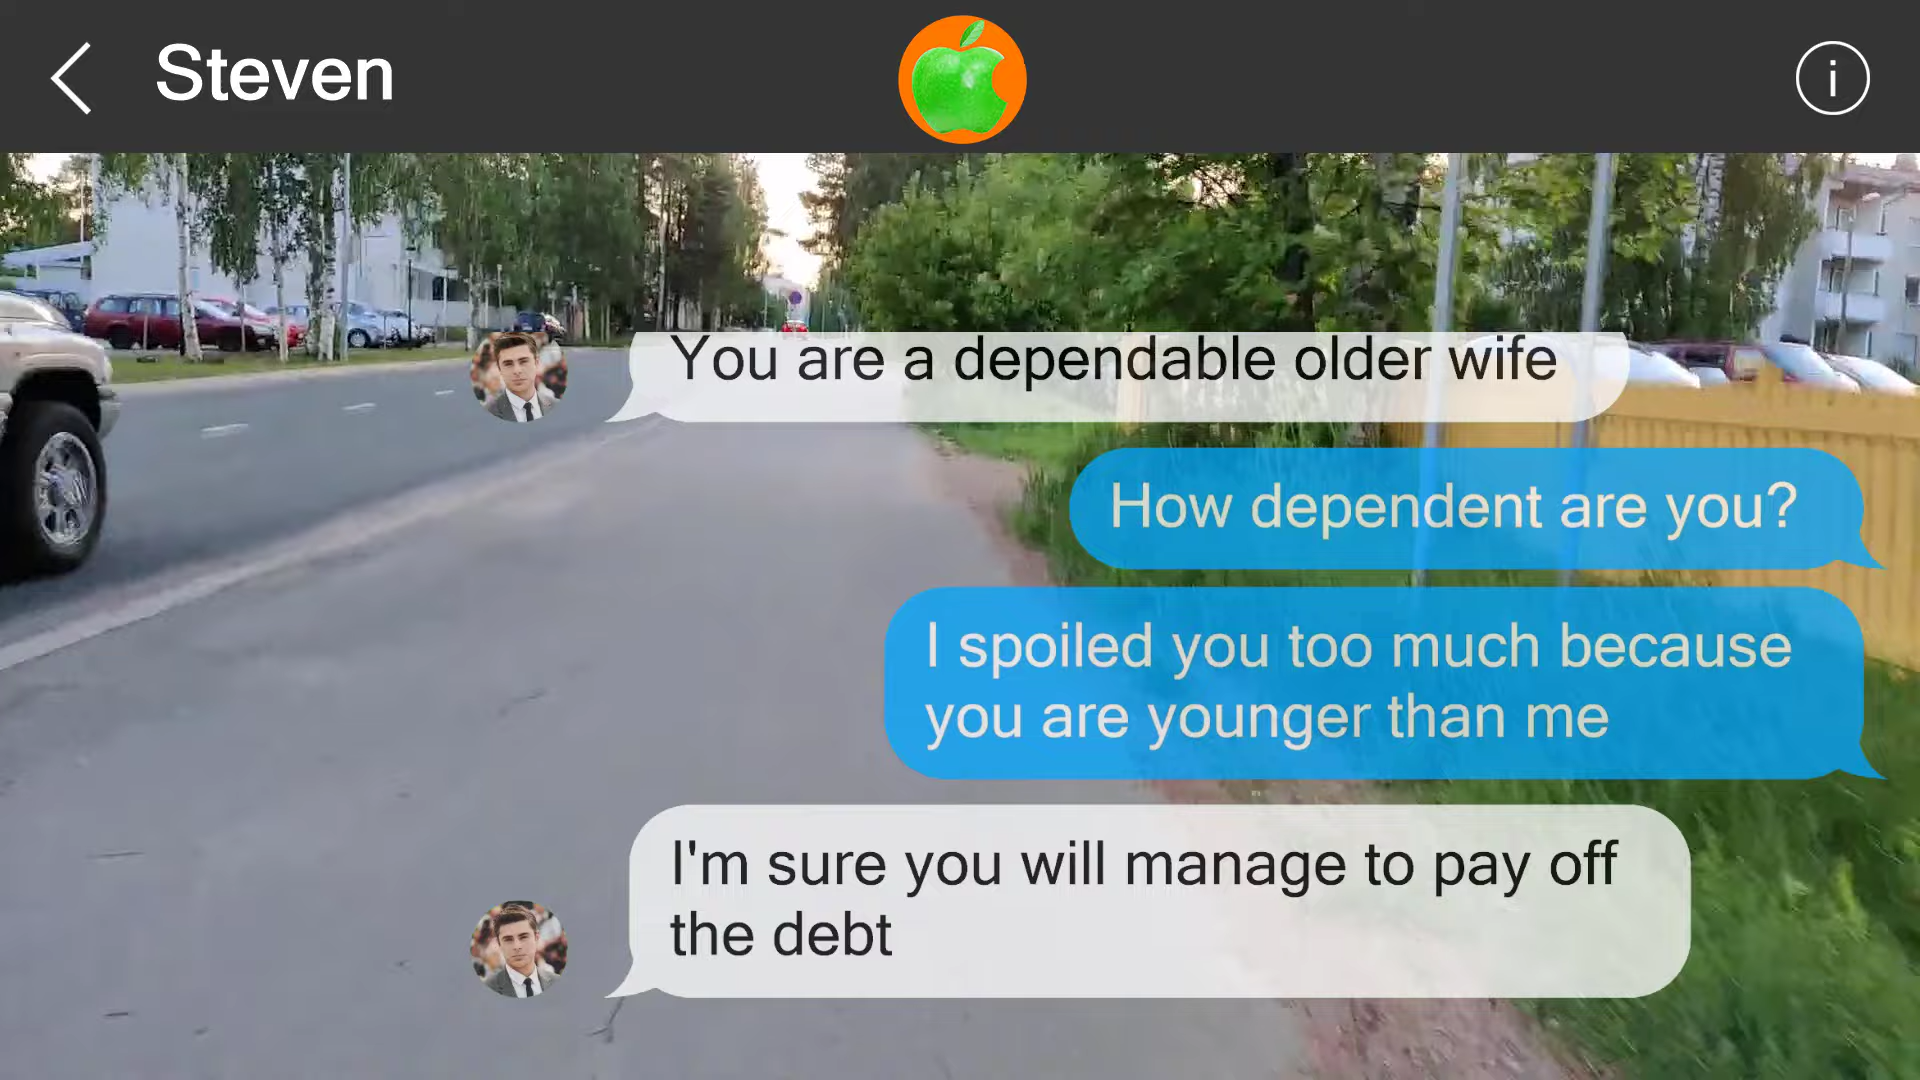 Steven
i
You are a dependable older wife
How dependent are you?
I spoiled you too much because
you are younger than me
I'm sure you will manage to pay off
the debt